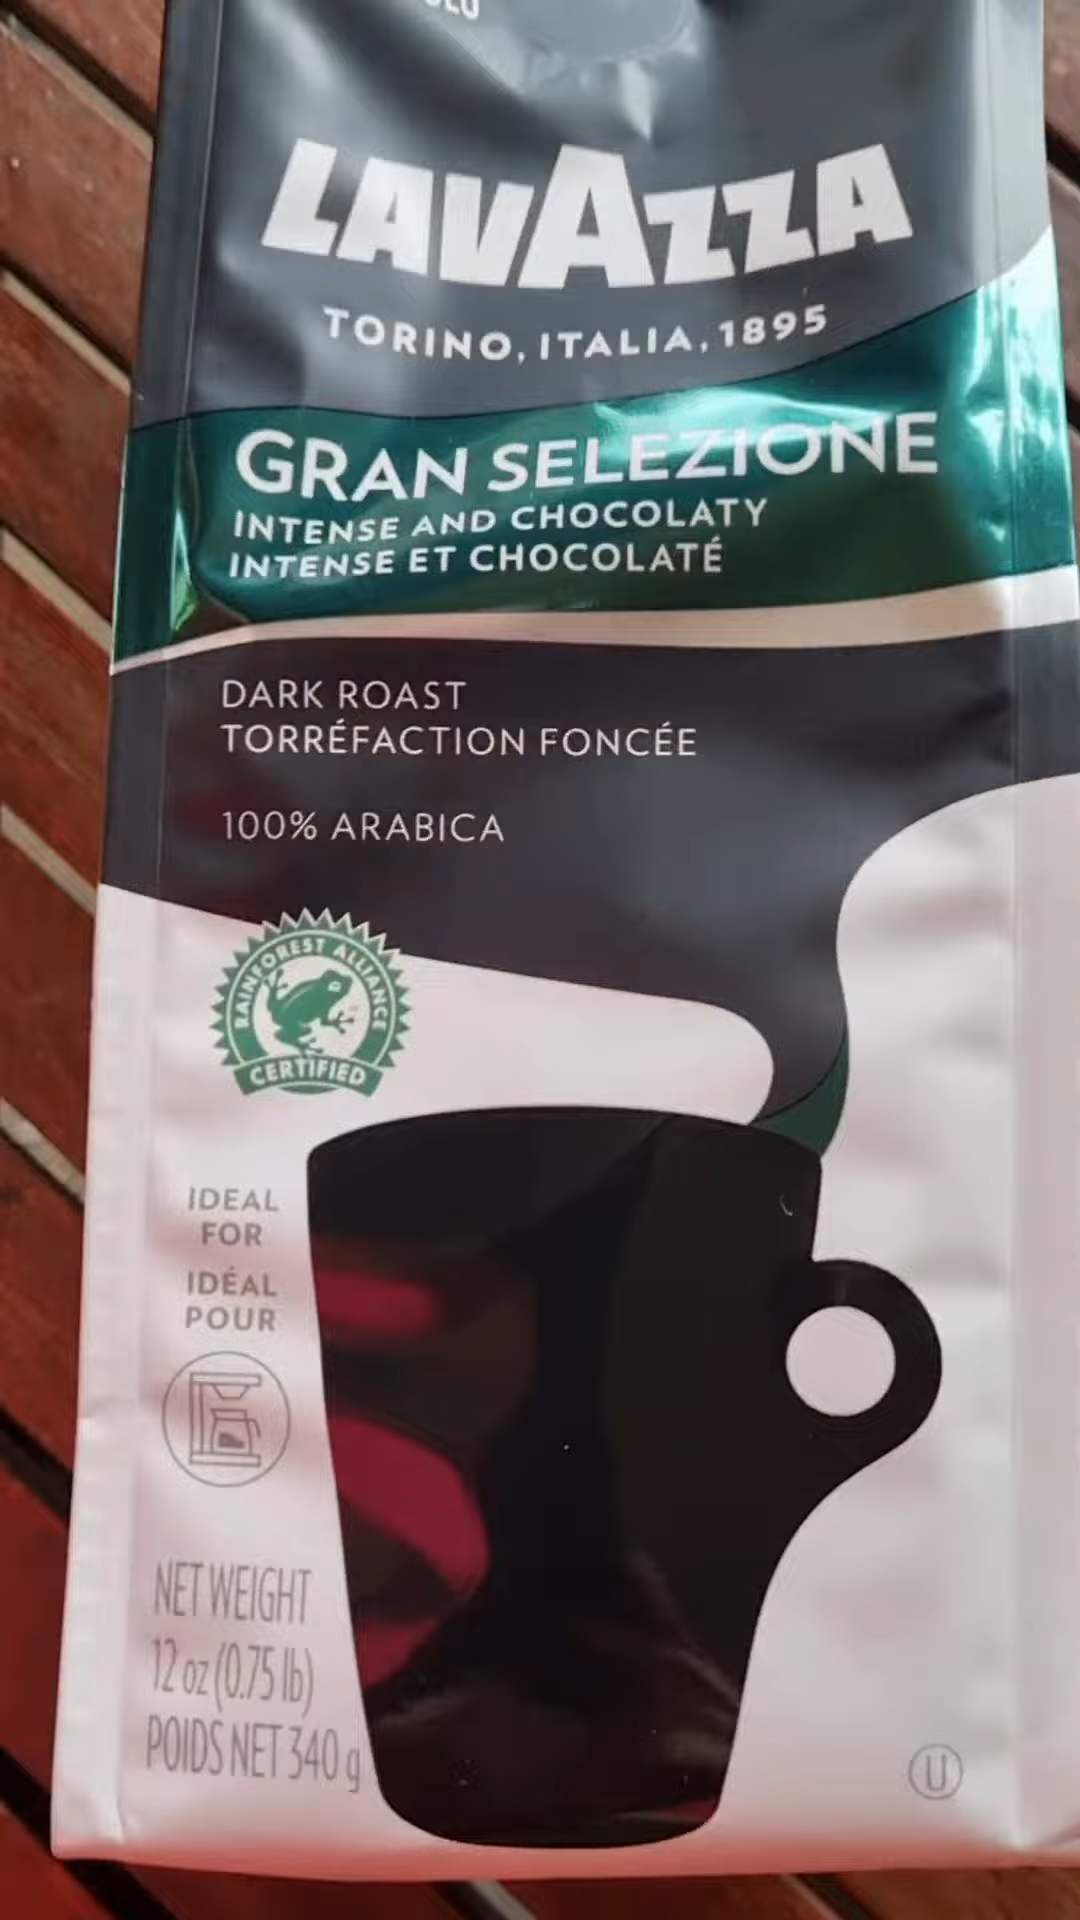 LAVAZZA
TORINO, ITALIA, 1895
GRAN SELEZIONE
INTENSE AND CHOCOLATY
INTENSE ET CHOCOLATÉ
DARK ROAST
TORRÉFACTION FONCÉE
100% ARABICA
RAINFOREST ALLIANCE
CERTIFIED
IDEAL
FOR
IDÉAL
POUR
NET WEIGHT
12 oz (0.75 lb)
POIDS NET 340 g
U